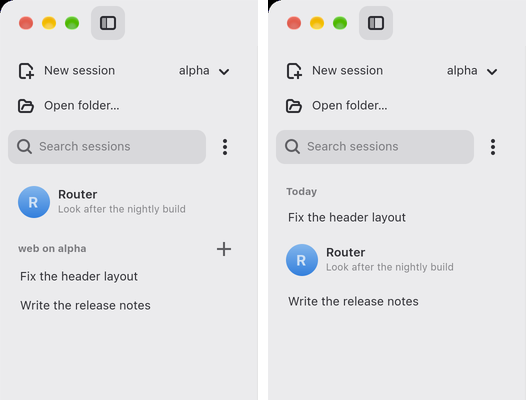 New session alpha
Open folder...
Search sessions
R
Router
Look after the nightly build
web on alpha
Fix the header layout
Write the release notes
New session alpha
Open folder...
Search sessions
Today
Fix the header layout
R
Router
Look after the nightly build
Write the release notes